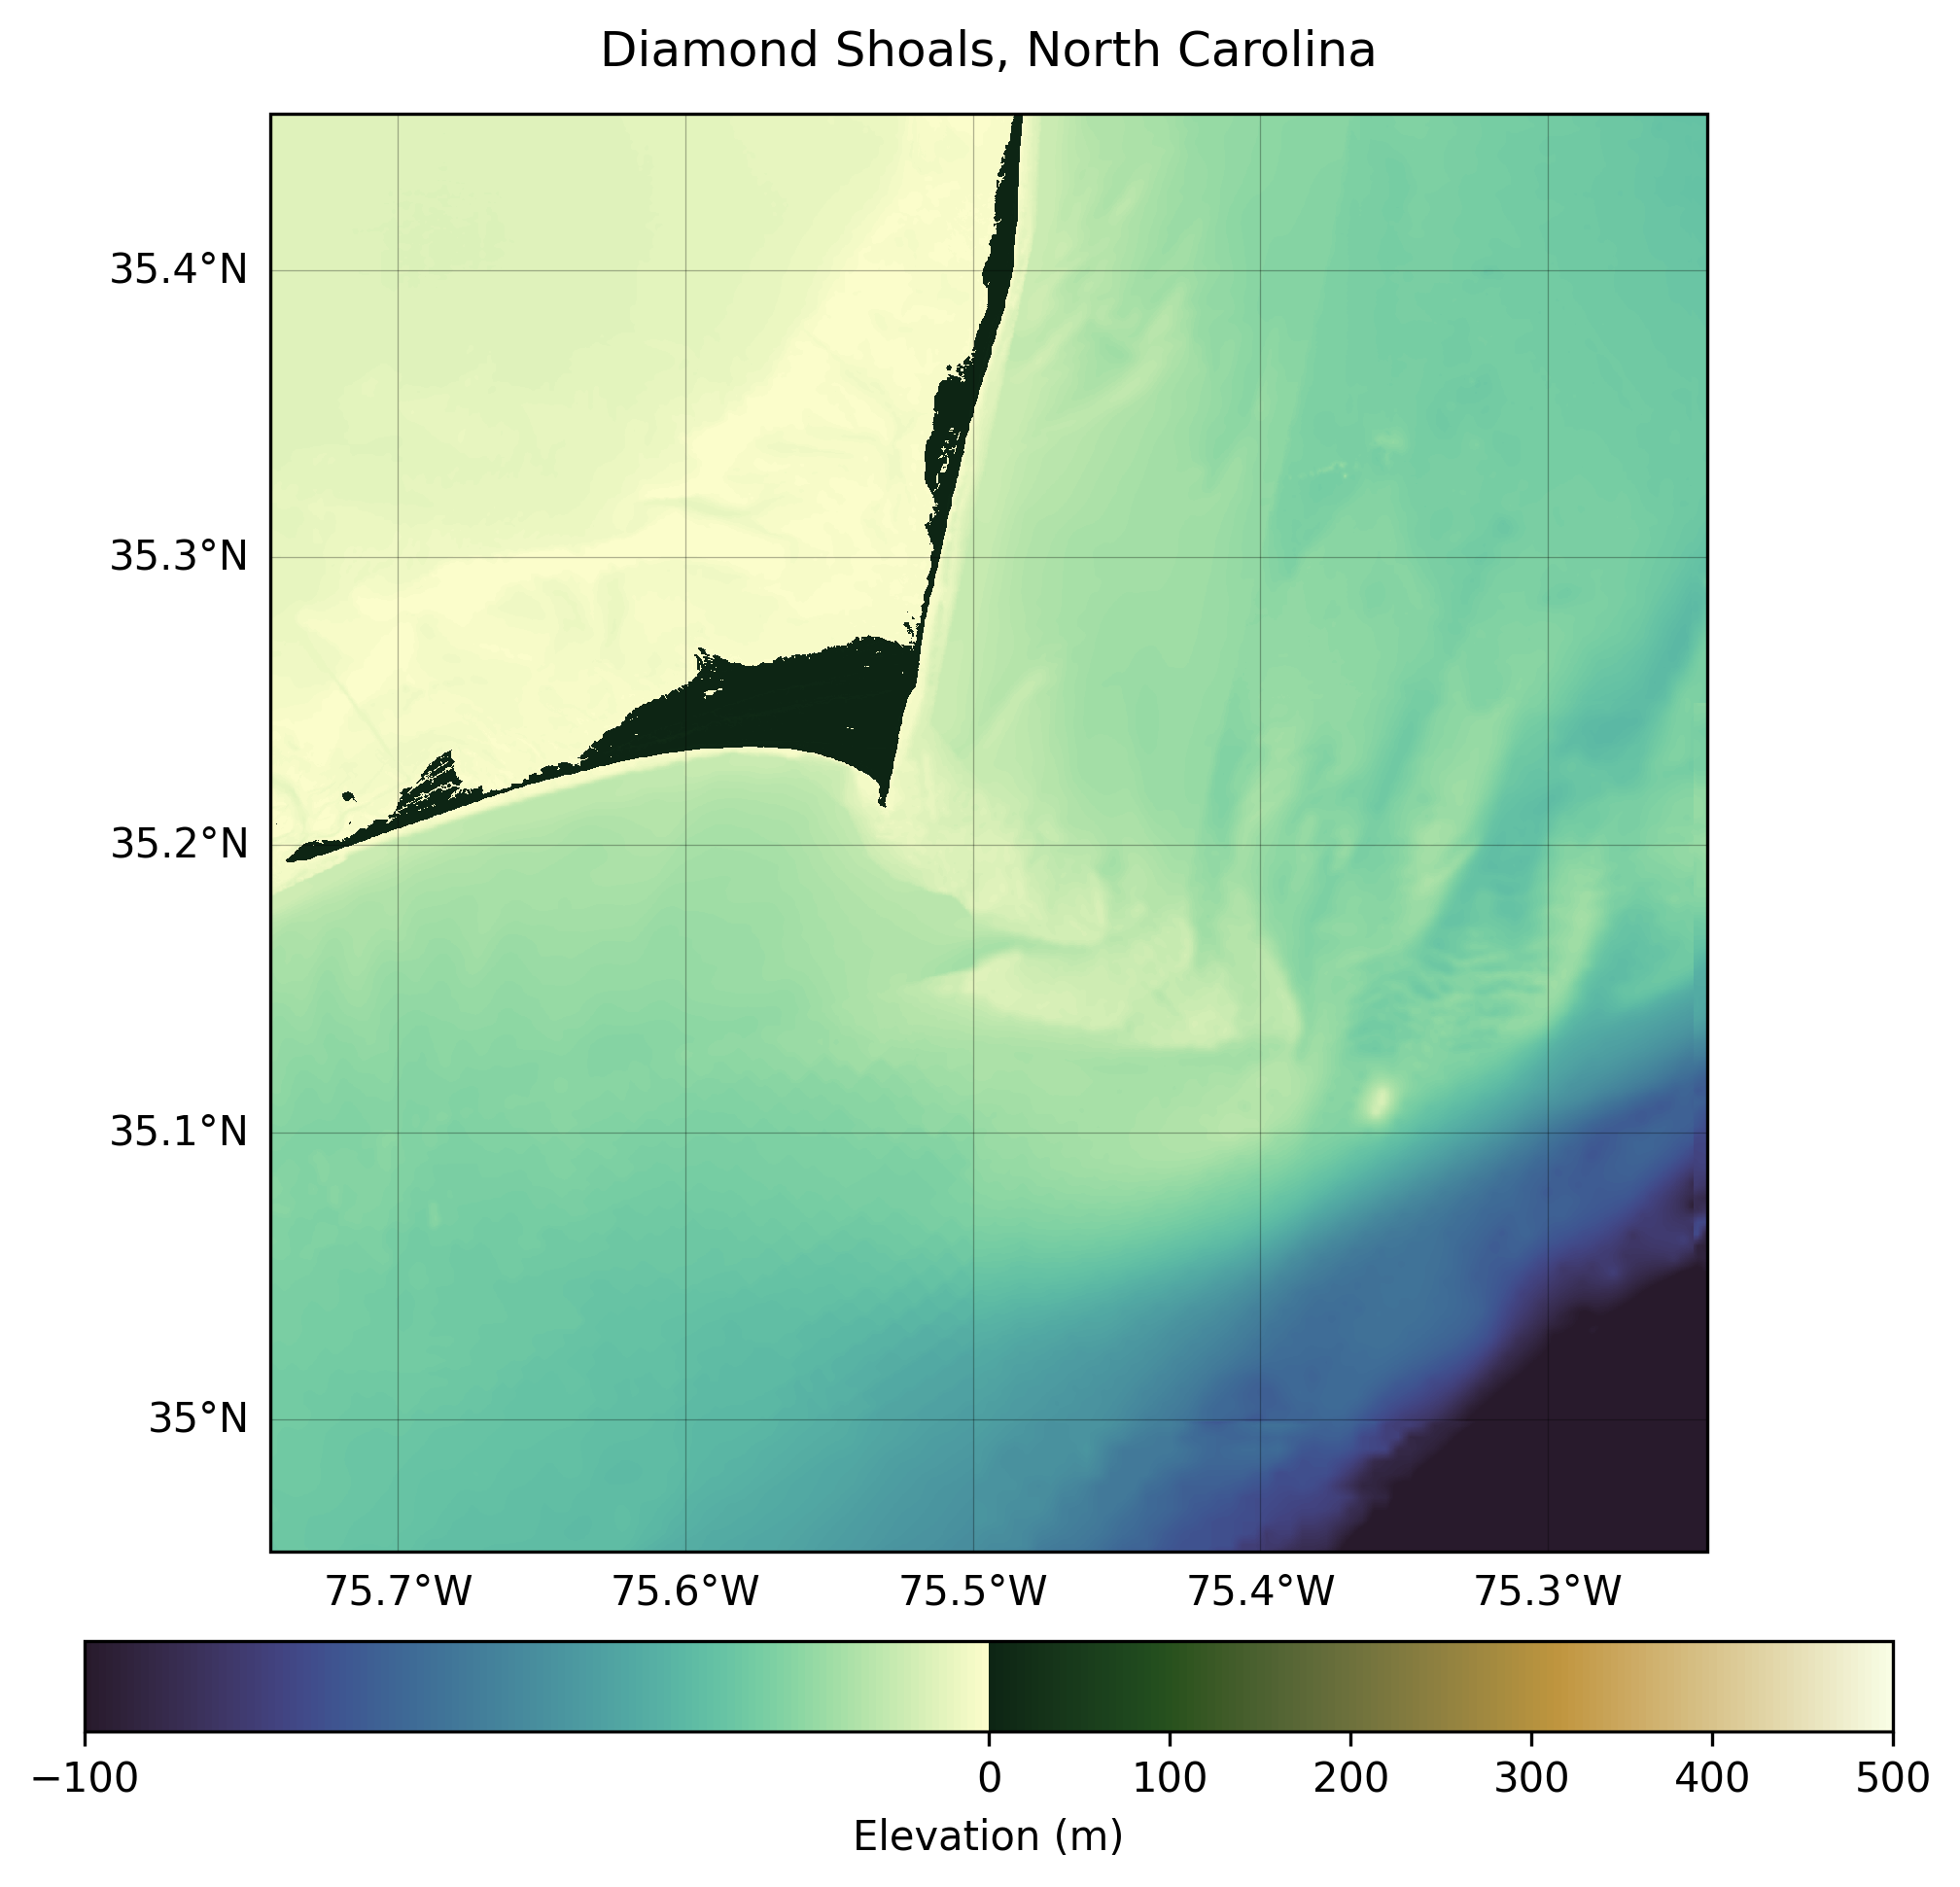 Diamond Shoals, North Carolina
35.4°N
35.3°N
35.2°N
35.1°N
35°N
75.7°W 75.6°W 75.5°W 75.4°W 75.3°W
−100 0 100 200 300 400 500
Elevation (m)